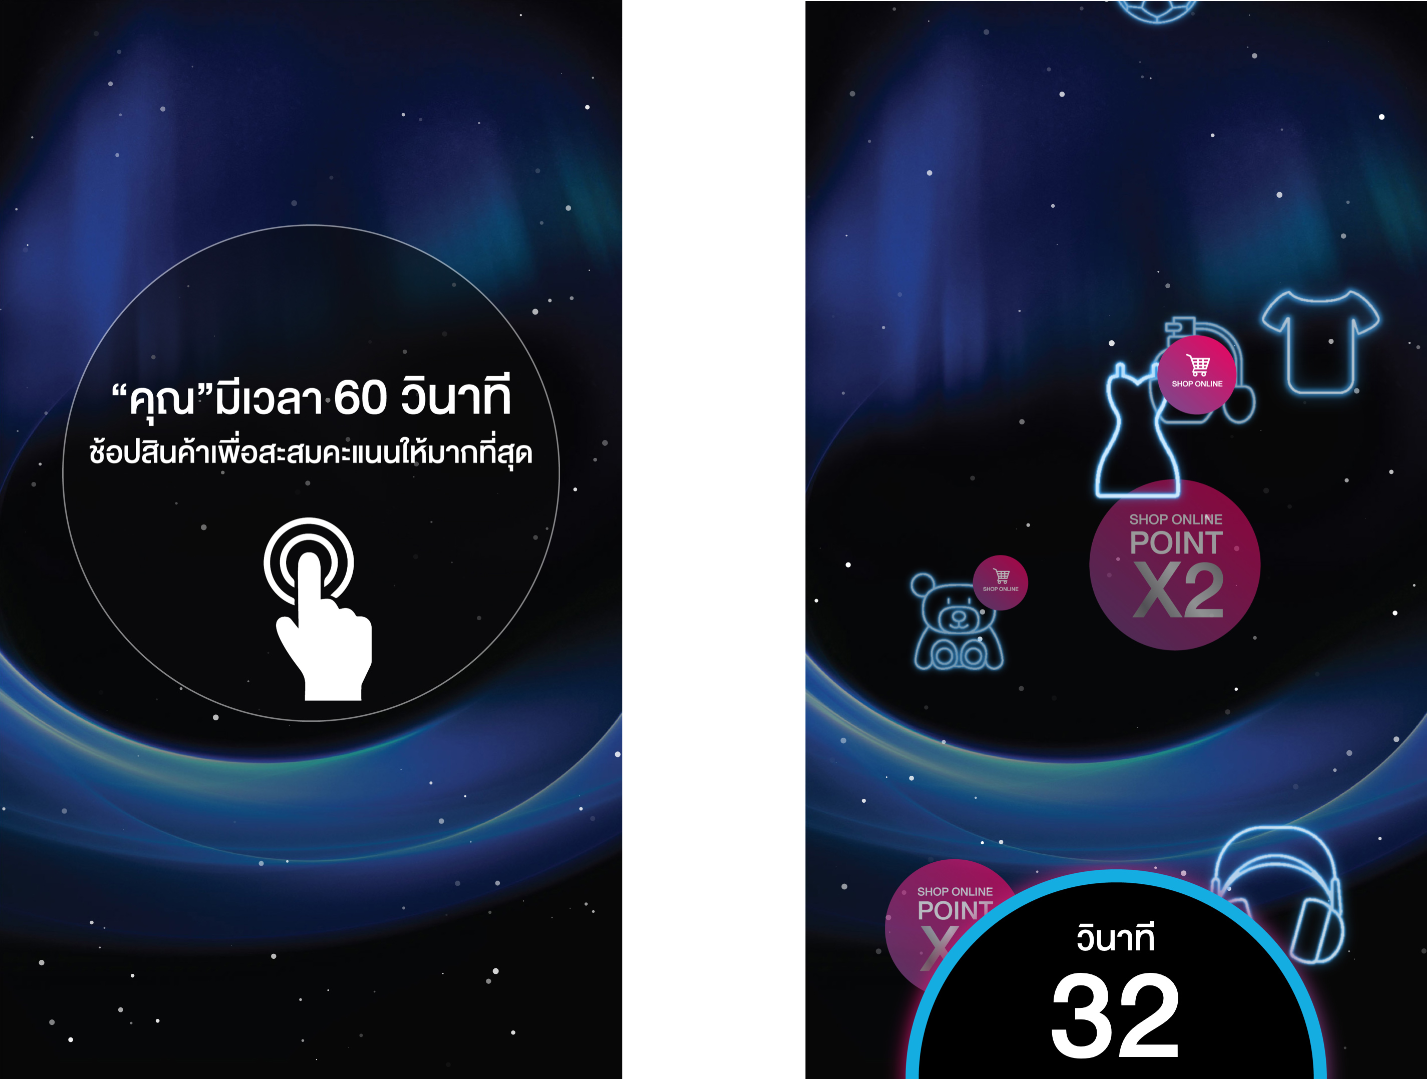 “คุณ”มีเวลา 60 วินาที
ช้อปสินค้าเพื่อสะสมคะแนนให้มากที่สุด
SHOP ONLINE
SHOP ONLINE
POINT
X2
SHOP ONLINE
SHOP ONLINE
POINT
X
วินาที
32